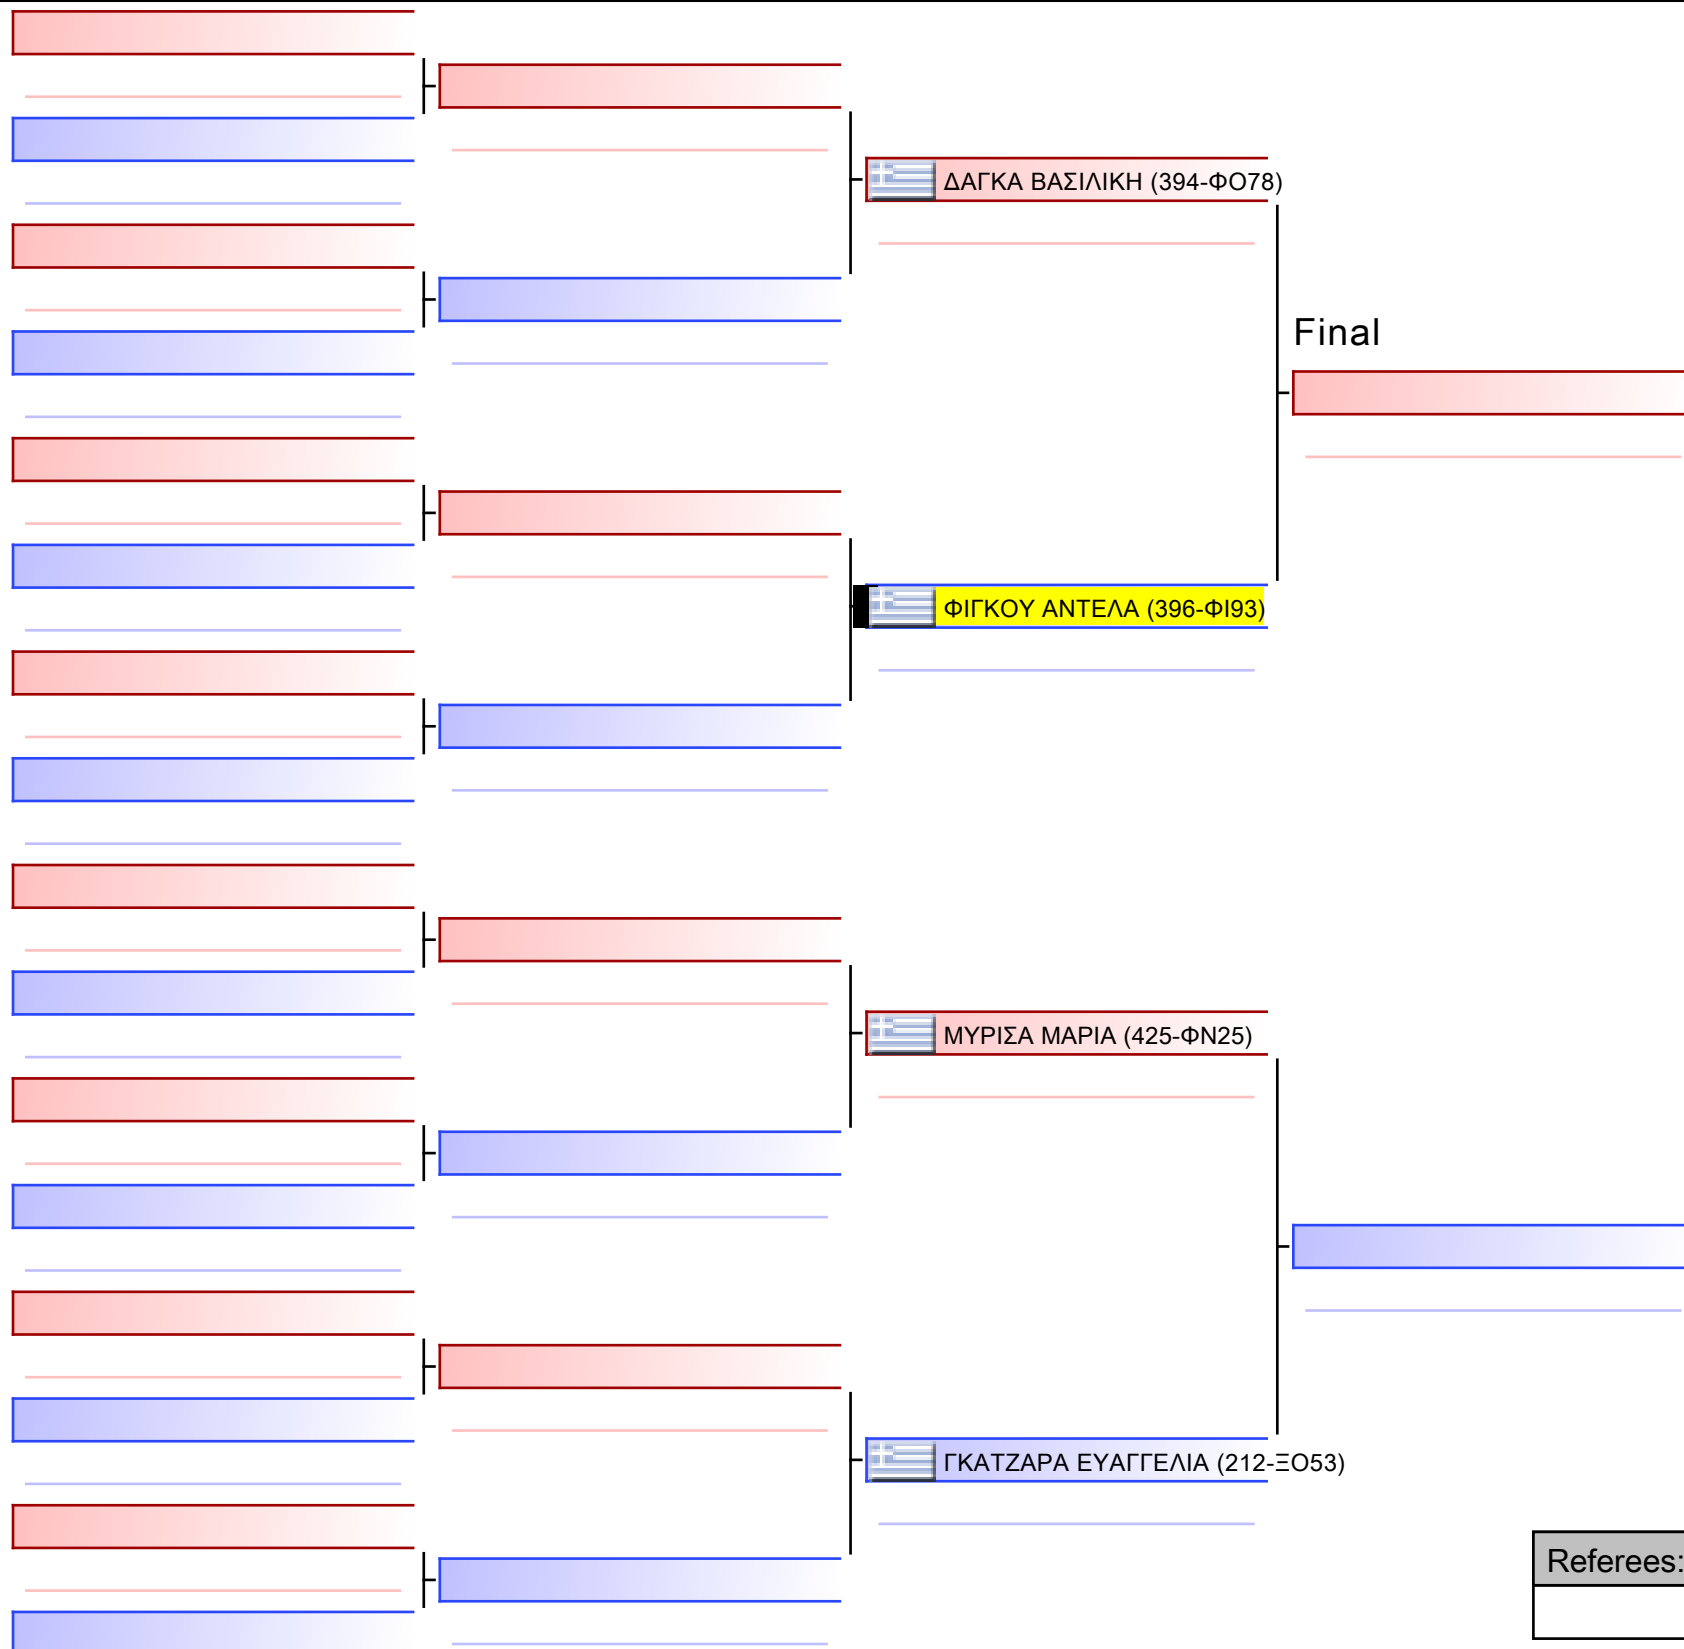 ΔΑΓΚΑ ΒΑΣΙΛΙΚΗ (394-ΦΟ78)
Final
ΦΙΓΚΟΥ ΑΝΤΕΛΑ (396-ΦΙ93)
ΜΥΡΙΣΑ ΜΑΡΙΑ (425-ΦΝ25)
ΓΚΑΤΖΑΡΑ ΕΥΑΓΓΕΛΙΑ (212-ΞΟ53)
Referees: